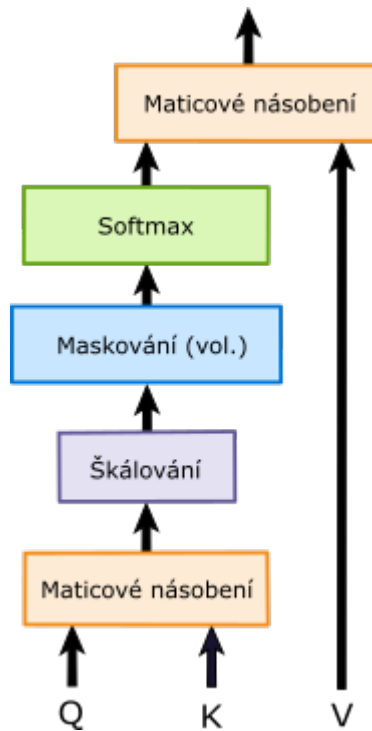 Maticové násobení
Softmax
Maskování (vol.)
Škálování
Maticové násobení
Q K V